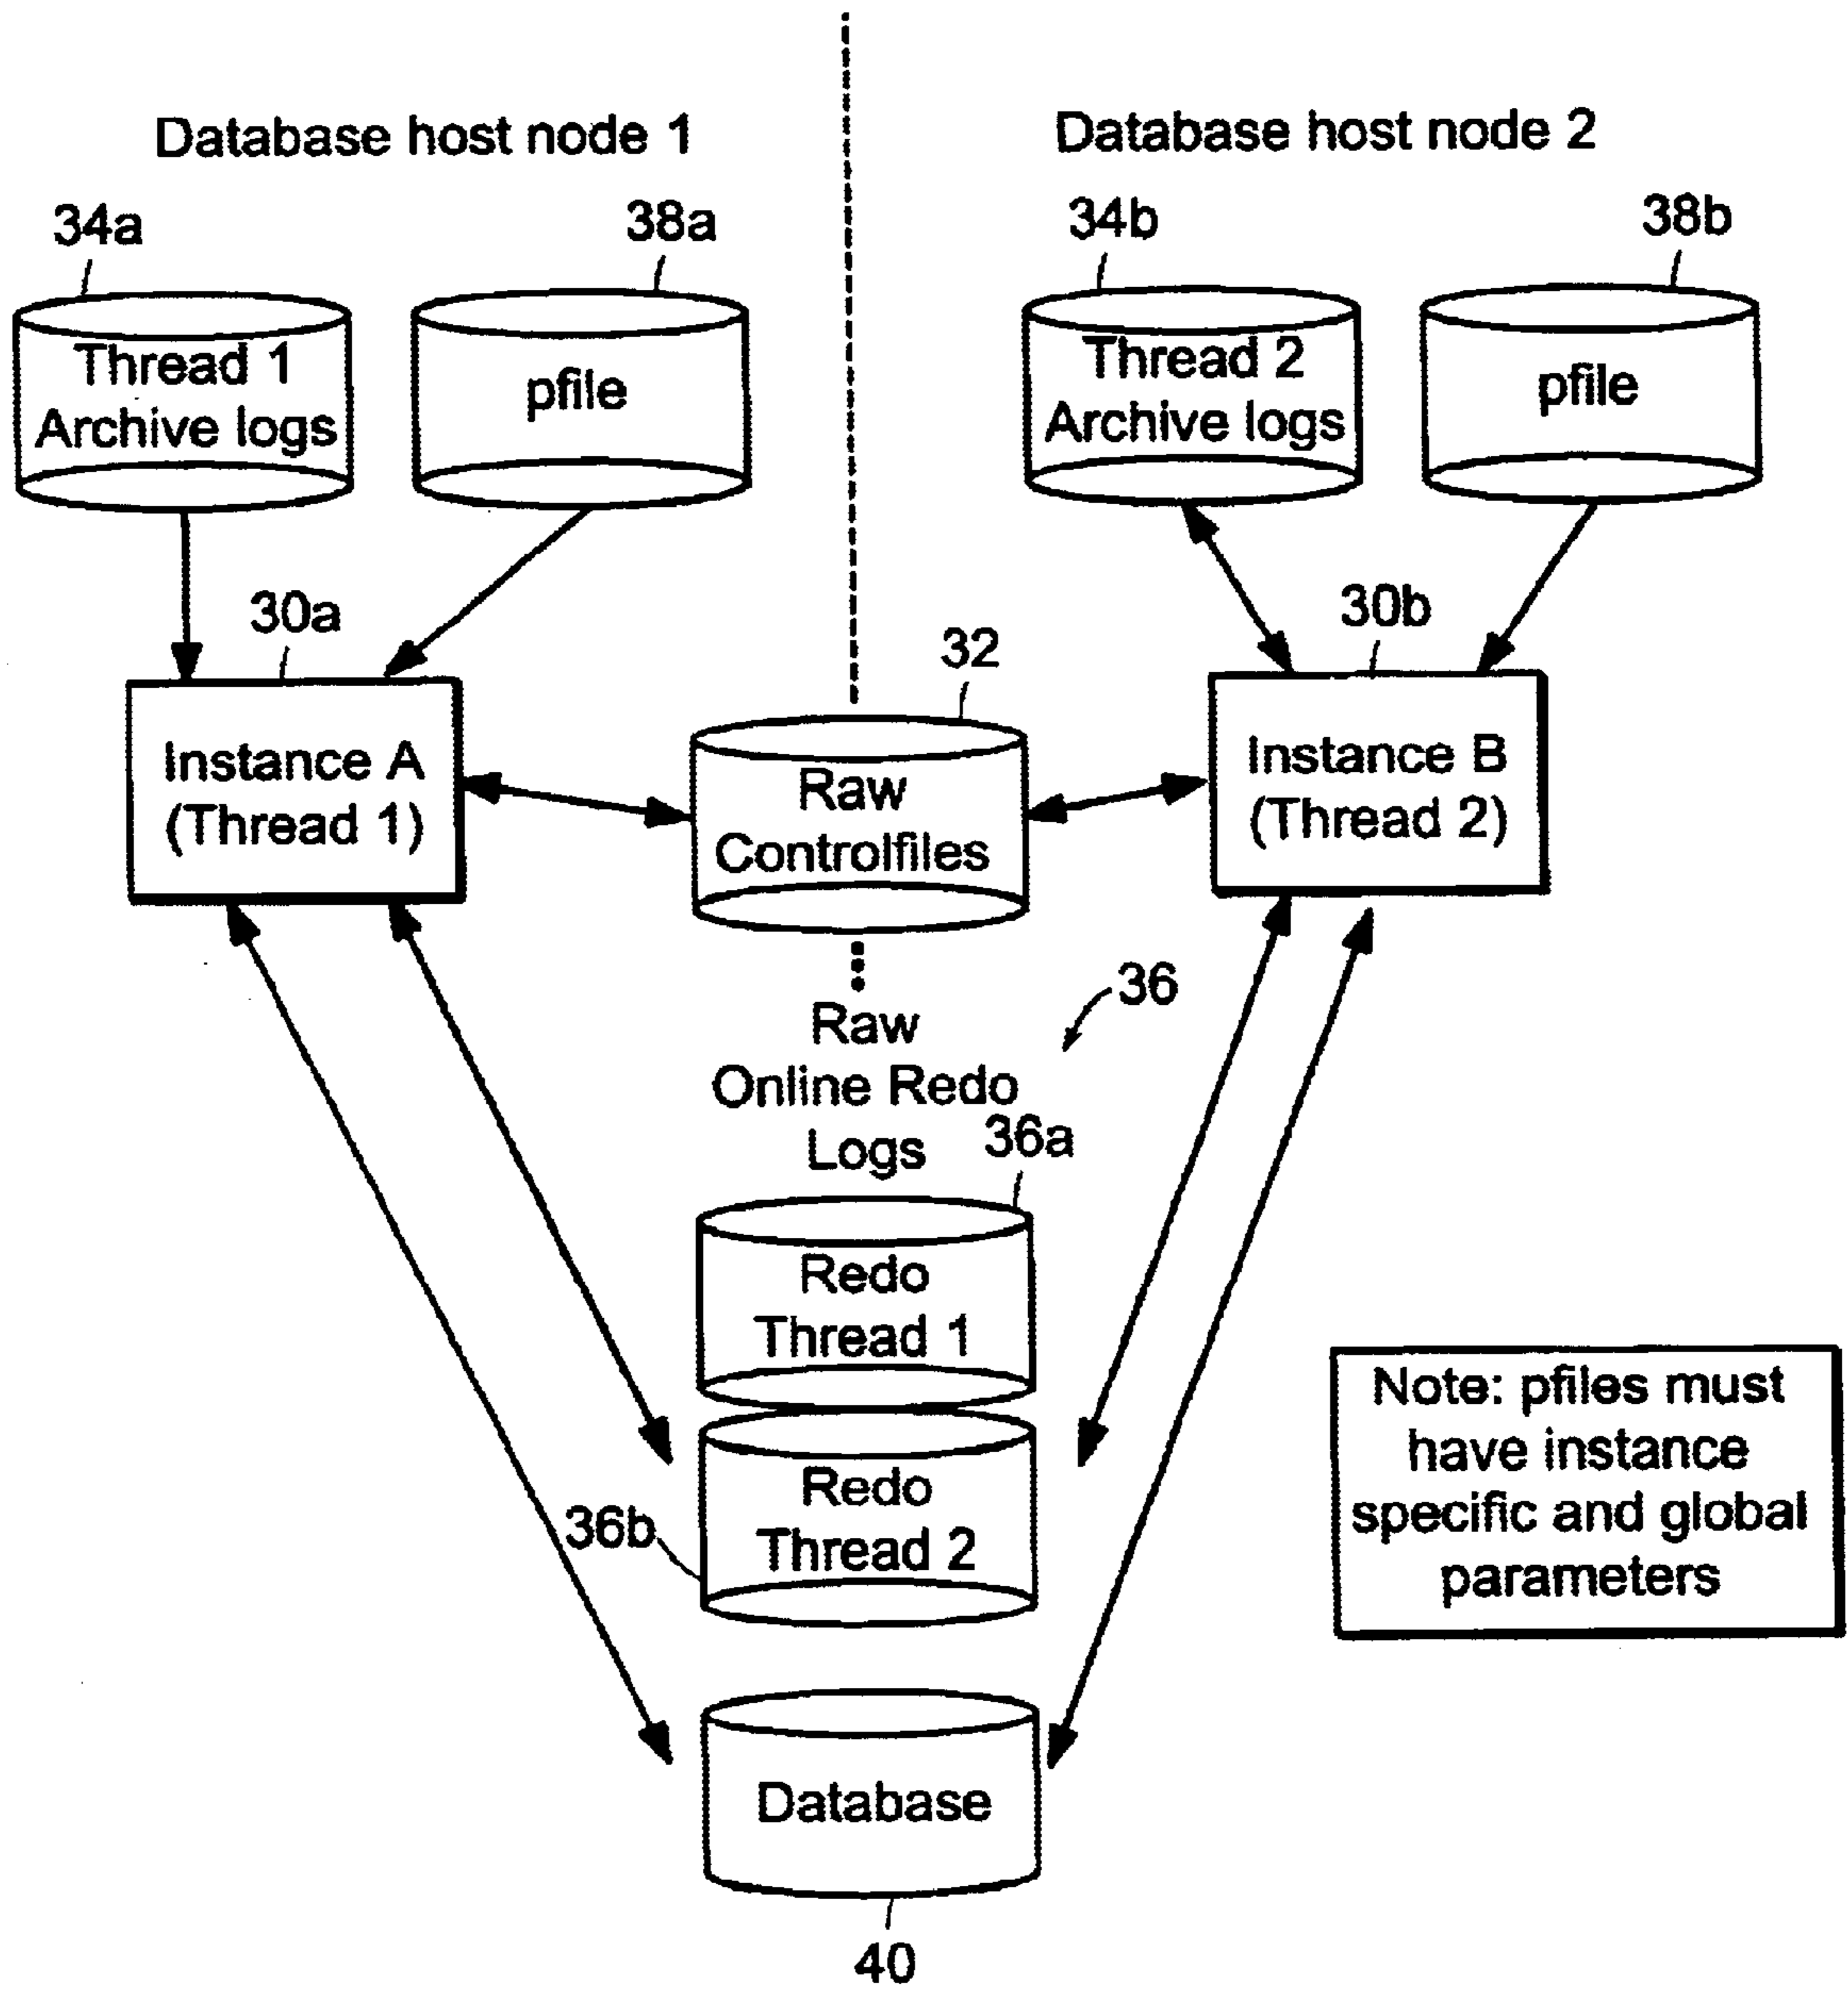 Database host node 1
Database host node 2
34a
38a
34b
38b
Thread 1
Archive logs
pfile
Thread 2
Archive logs
pfile
30a
32
30b
Instance A
(Thread 1)
Raw
Controlfiles
Instance B
(Thread 2)
36
Raw
Online Redo
Logs
36a
Redo
Thread 1
Redo
Thread 2
36b
Note: pfiles must
have instance
specific and global
parameters
Database
40